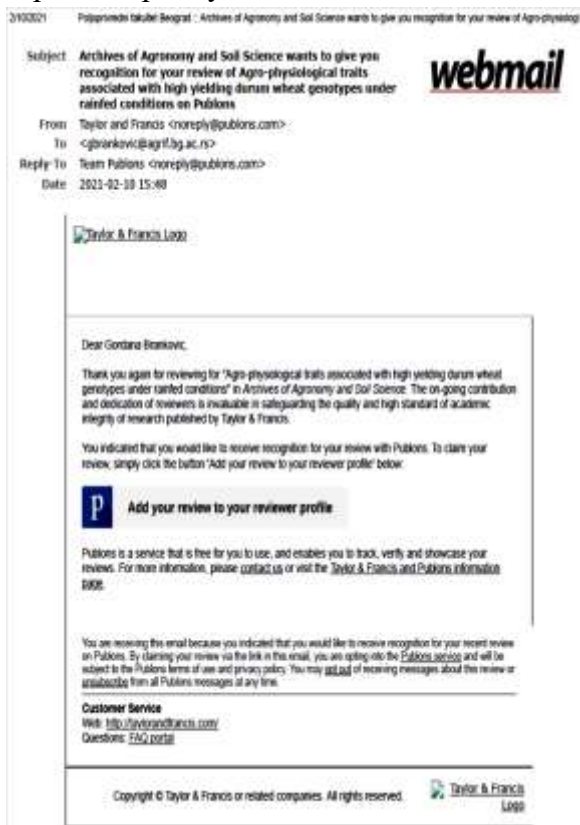 2/10/2021 Poljoprivredni fakultet Beograd :: Archives of Agronomy and Soil Science wants to give you recognition for your review of Agro-physiologi
Subject Archives of Agronomy and Soil Science wants to give you
recognition for your review of Agro-physiological traits
associated with high yielding durum wheat genotypes under
rainfed conditions on Publons
webmail
From Taylor and Francis <noreply@publons.com>
To <gbrankovic@agrif.bg.ac.rs>
Reply-To Team Publons <noreply@publons.com>
Date 2021-02-10 15:48
Taylor & Francis Logo
Dear Gordana Brankovic,
Thank you again for reviewing for "Agro-physiological traits associated with high yielding durum wheat
genotypes under rainfed conditions" in Archives of Agronomy and Soil Science. The on-going contribution
and dedication of reviewers is invaluable in safeguarding the quality and high standard of academic
integrity of research published by Taylor & Francis.
You indicated that you would like to receive recognition for your review with Publons. To claim your
review, simply click the button 'Add your review to your reviewer profile' below:
P Add your review to your reviewer profile
Publons is a service that is free for you to use, and enables you to track, verify and showcase your
reviews. For more information, please contact us or visit the Taylor & Francis and Publons information
page.
You are receiving this email because you indicated that you would like to receive recognition for your recent review
on Publons. By claiming your review via the link in this email, you are opting into the Publons service and will be
subject to the Publons terms of use and privacy policy. You may opt out of receiving messages about this review or
unsubscribe from all Publons messages at any time.
Customer Service
Web: http://taylorandfrancis.com/
Questions: FAQ portal
Copyright © Taylor & Francis or related companies. All rights reserved.
Taylor & Francis
Logo